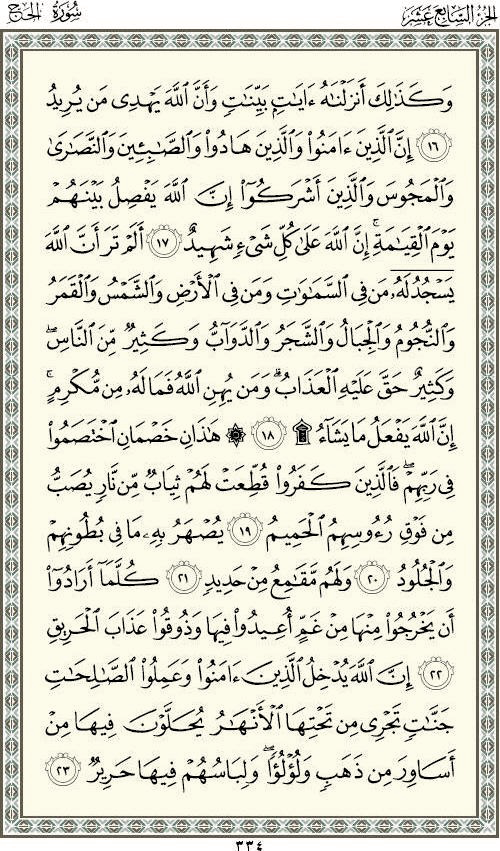 الجزء السابع عشر
سورة الحج
وَكَذَٰلِكَ أَنزَلْنَٰهُ ءَايَٰتٍۭ بَيِّنَٰتٍ وَأَنَّ ٱللَّهَ يَهْدِى مَن يُرِيدُ
١٦ إِنَّ ٱلَّذِينَ ءَامَنُوا۟ وَٱلَّذِينَ هَادُوا۟ وَٱلصَّٰبِـِٔينَ وَٱلنَّصَٰرَىٰ
وَٱلْمَجُوسَ وَٱلَّذِينَ أَشْرَكُوٓا۟ إِنَّ ٱللَّهَ يَفْصِلُ بَيْنَهُمْ
يَوْمَ ٱلْقِيَٰمَةِ ۚ إِنَّ ٱللَّهَ عَلَىٰ كُلِّ شَىْءٍ شَهِيدٌ ١٧ أَلَمْ تَرَ أَنَّ ٱللَّهَ
يَسْجُدُ لَهُۥ مَن فِى ٱلسَّمَٰوَٰتِ وَمَن فِى ٱلْأَرْضِ وَٱلشَّمْسُ وَٱلْقَمَرُ
وَٱلنُّجُومُ وَٱلْجِبَالُ وَٱلشَّجَرُ وَٱلدَّوَآبُّ وَكَثِيرٌ مِّنَ ٱلنَّاسِ ۖ
وَكَثِيرٌ حَقَّ عَلَيْهِ ٱلْعَذَابُ ۗ وَمَن يُهِنِ ٱللَّهُ فَمَا لَهُۥ مِن مُّكْرِمٍ ۚ
إِنَّ ٱللَّهَ يَفْعَلُ مَا يَشَآءُ ۩ ١٨ ۞ هَٰذَانِ خَصْمَانِ ٱخْتَصَمُوا۟
فِى رَبِّهِمْ ۖ فَٱلَّذِينَ كَفَرُوا۟ قُطِّعَتْ لَهُمْ ثِيَابٌ مِّن نَّارٍ يُصَبُّ
مِن فَوْقِ رُءُوسِهِمُ ٱلْحَمِيمُ ١٩ يُصْهَرُ بِهِۦ مَا فِى بُطُونِهِمْ
وَٱلْجُلُودُ ٢٠ وَلَهُم مَّقَٰمِعُ مِنْ حَدِيدٍ ٢١ كُلَّمَآ أَرَادُوٓا۟
أَن يَخْرُجُوا۟ مِنْهَا مِنْ غَمٍّ أُعِيدُوا۟ فِيهَا وَذُوقُوا۟ عَذَابَ ٱلْحَرِيقِ
٢٢ إِنَّ ٱللَّهَ يُدْخِلُ ٱلَّذِينَ ءَامَنُوا۟ وَعَمِلُوا۟ ٱلصَّٰلِحَٰتِ
جَنَّٰتٍ تَجْرِى مِن تَحْتِهَا ٱلْأَنْهَٰرُ يُحَلَّوْنَ فِيهَا مِنْ
أَسَاوِرَ مِن ذَهَبٍ وَلُؤْلُؤًا ۖ وَلِبَاسُهُمْ فِيهَا حَرِيرٌ ٢٣
٣٣٤